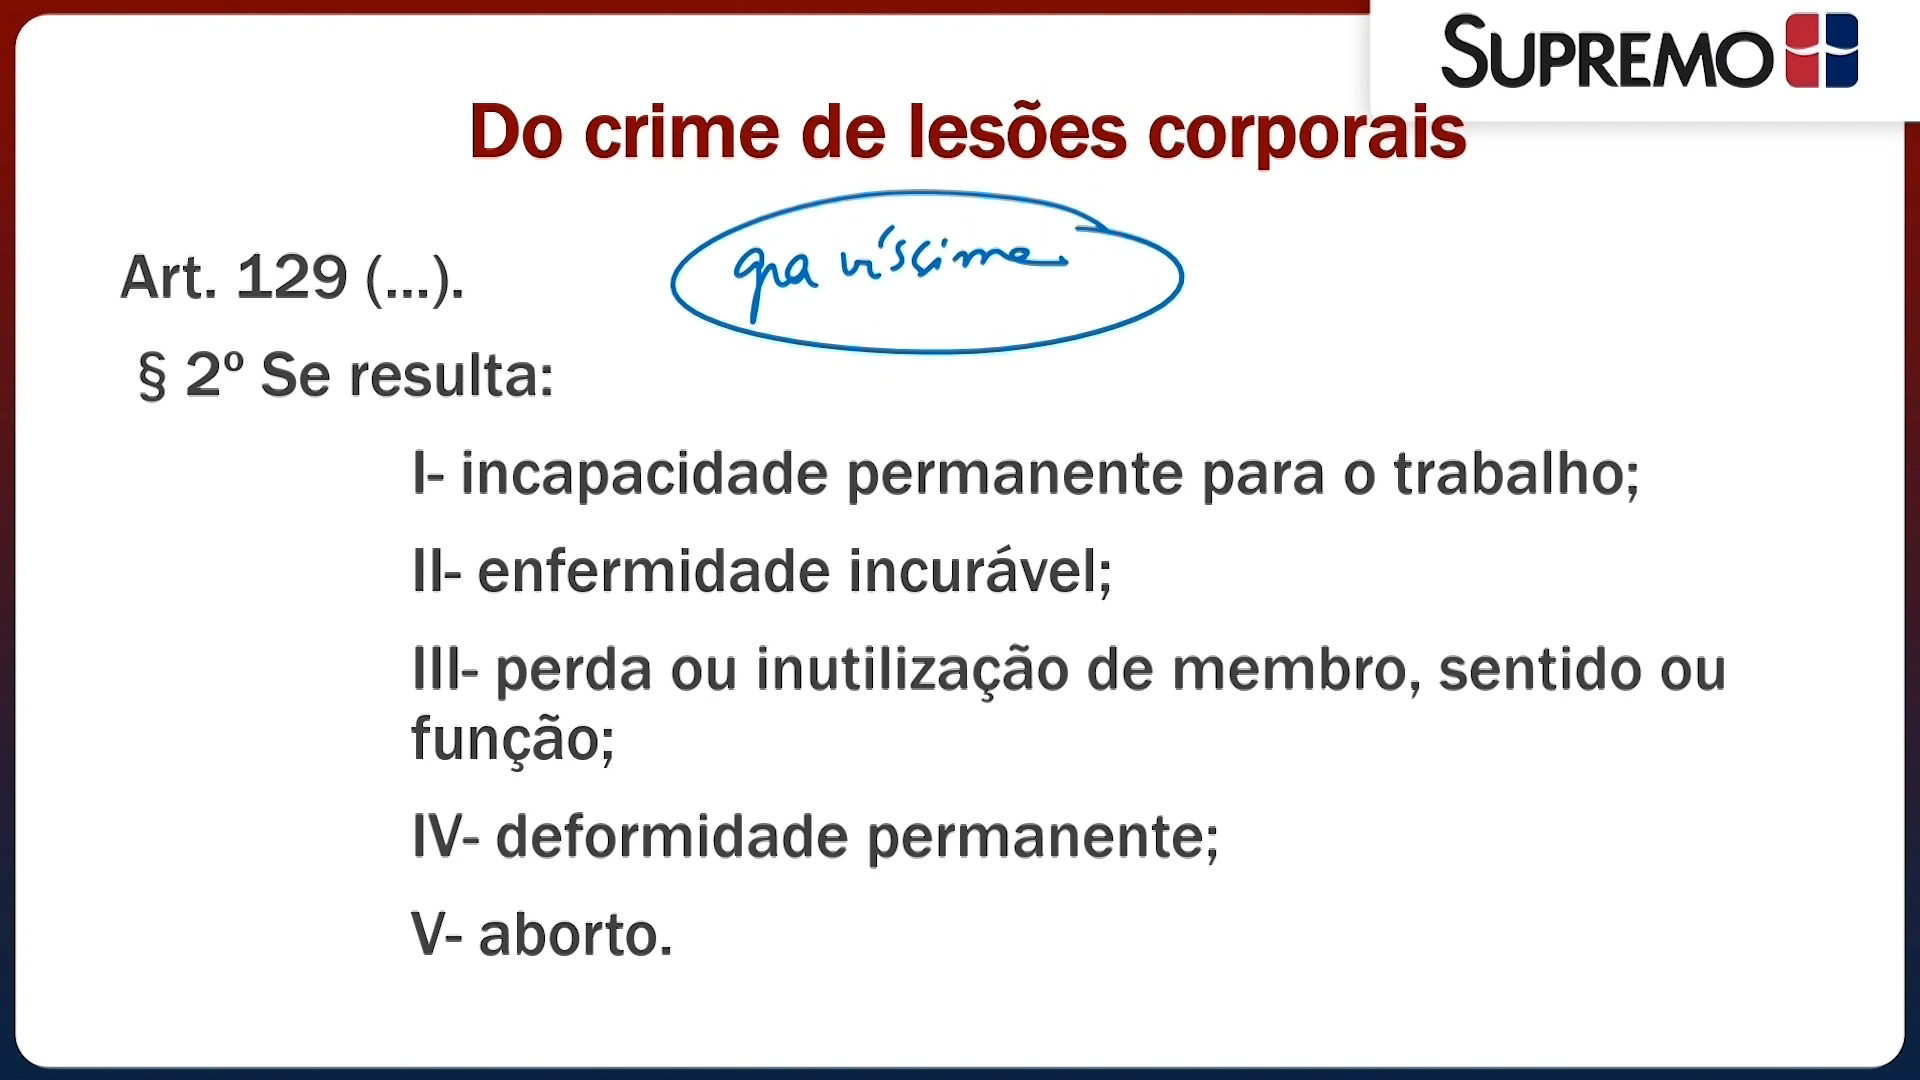 SUPREMO
Do crime de lesões corporais
gravíssima
Art. 129 (...).
§ 2º Se resulta:
I- incapacidade permanente para o trabalho;
II- enfermidade incurável;
III- perda ou inutilização de membro, sentido ou
função;
IV- deformidade permanente;
V- aborto.